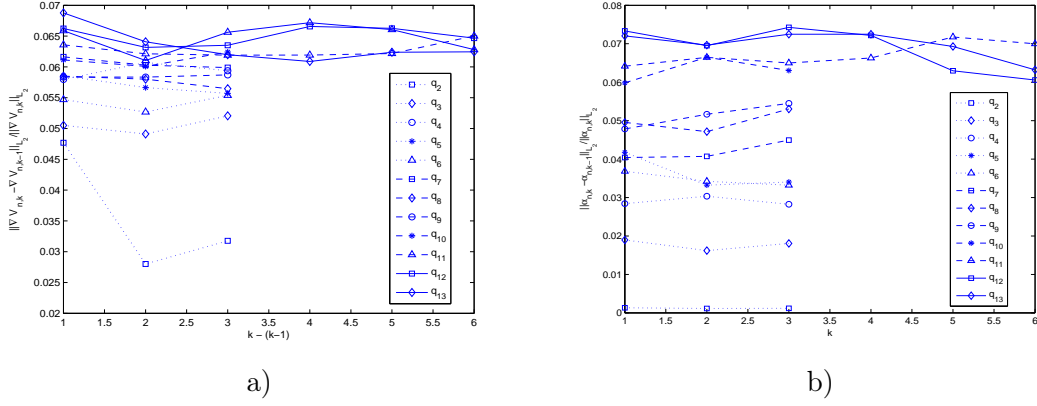 0.07
0.065
0.06
0.055
0.05
0.045
0.04
0.035
0.03
0.025
0.02
||∇ V_{n,k} −∇ V_{n,k−1}||_{L_2} /||∇ V_{n,k}||_{L_2}
1 1.5 2 2.5 3 3.5 4 4.5 5 5.5 6
k − (k−1)
q_2
q_3
q_4
q_5
q_6
q_7
q_8
q_9
q_10
q_11
q_12
q_13
a)
0.08
0.07
0.06
0.05
0.04
0.03
0.02
0.01
0
||α_{n,k} −α_{n,k−1}||_{L_2} /||α_{n,k}||_{L_2}
1 1.5 2 2.5 3 3.5 4 4.5 5 5.5 6
k
q_2
q_3
q_4
q_5
q_6
q_7
q_8
q_9
q_10
q_11
q_12
q_13
b)